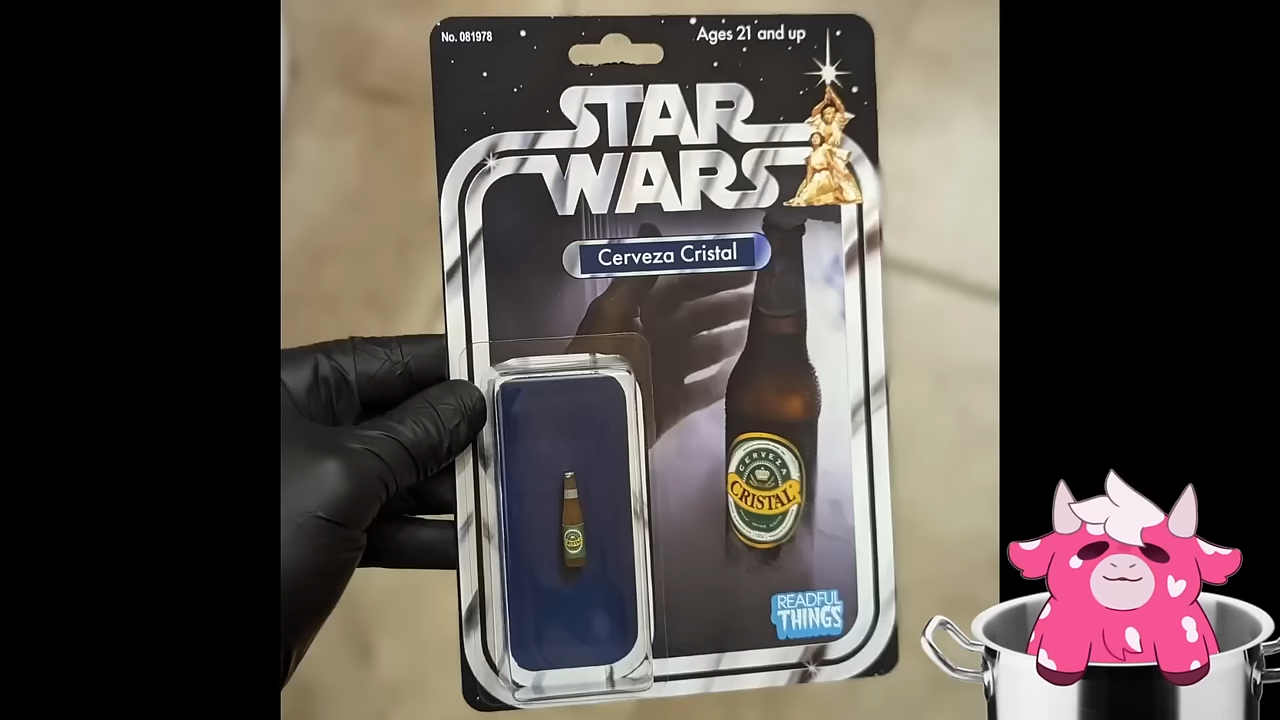 No. 081978
Ages 21 and up
STAR
WARS
Cerveza Cristal
CERVEZA
CRISTAL
READFUL
THINGS